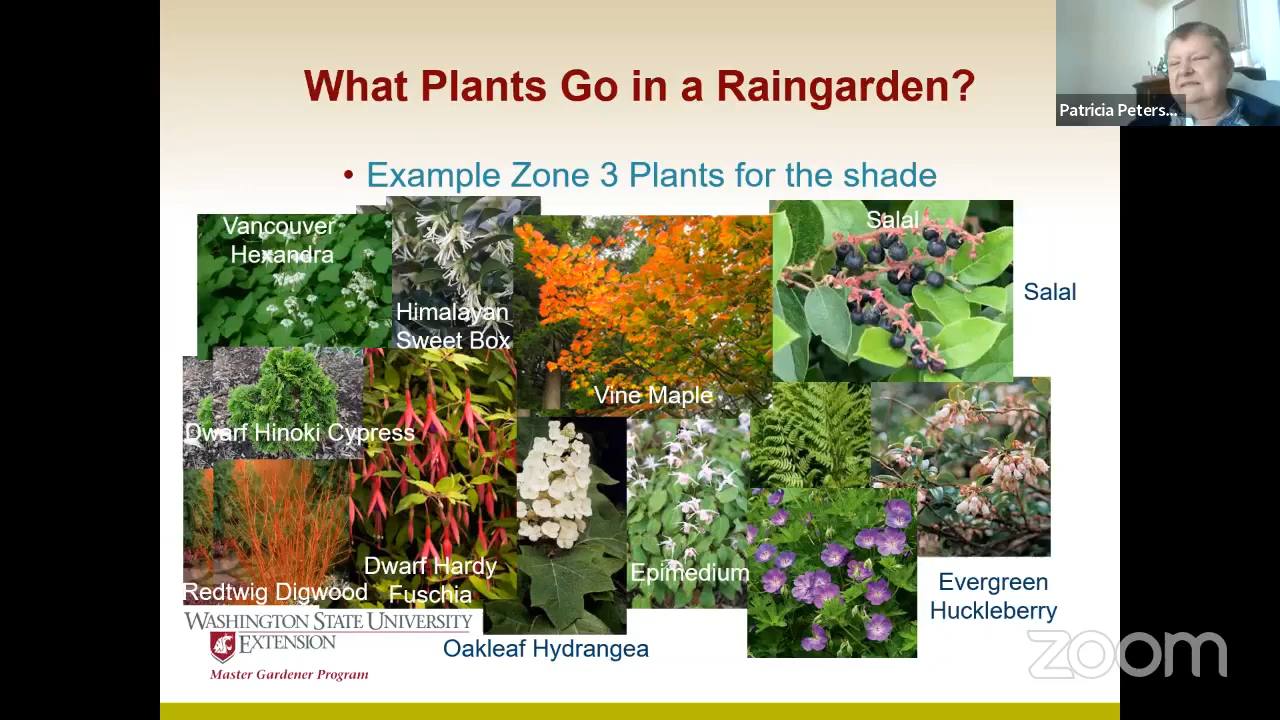 What Plants Go in a Raingarden?
Patricia Peters...
• Example Zone 3 Plants for the shade
Vancouver
Hexandra
Himalayan
Sweet Box
Salal
Salal
Vine Maple
Dwarf Hinoki Cypress
Dwarf Hardy
Fuschia
Redtwig Digwood
Epimedium
Evergreen
Huckleberry
Oakleaf Hydrangea
WASHINGTON STATE UNIVERSITY
EXTENSION
Master Gardener Program
zoom